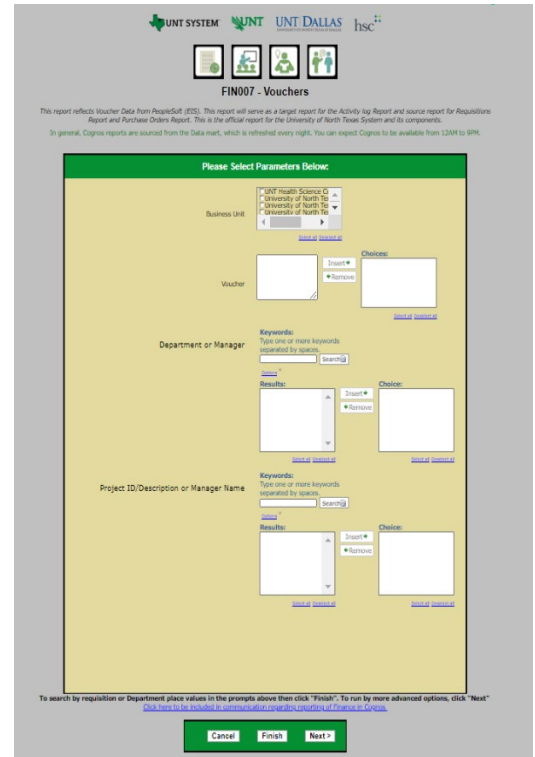 UNT SYSTEM UNT UNT DALLAS hsc
FIN007 - Vouchers
This report reflects Voucher Data from PeopleSoft (EIS). This report will serve as a target report for the Activity log Report and source report for Requisitions
Report and Purchase Orders Report. This is the official report for the University of North Texas System and its components.
In general, Cognos reports are sourced from the Data mart, which is refreshed every night. You can expect Cognos to be available from 12AM to 9PM.
Please Select Parameters Below:
Business Unit
UNT Health Science C
University of North Te
University of North Te
University of North Te
Select all Deselect all
Voucher
Insert
Remove
Choices:
Select all Deselect all
Department or Manager
Keywords:
Type one or more keywords
separated by spaces.
Search
Options
Results:
Insert
Remove
Choice:
Select all Deselect all
Select all Deselect all
Project ID/Description or Manager Name
Keywords:
Type one or more keywords
separated by spaces.
Search
Options
Results:
Insert
Remove
Choice:
Select all Deselect all
Select all Deselect all
To search by requisition or Department place values in the prompts above then click "Finish". To run by more advanced options, click "Next"
Click here to be included in communication regarding reporting of Finance in Cognos
Cancel Finish Next >